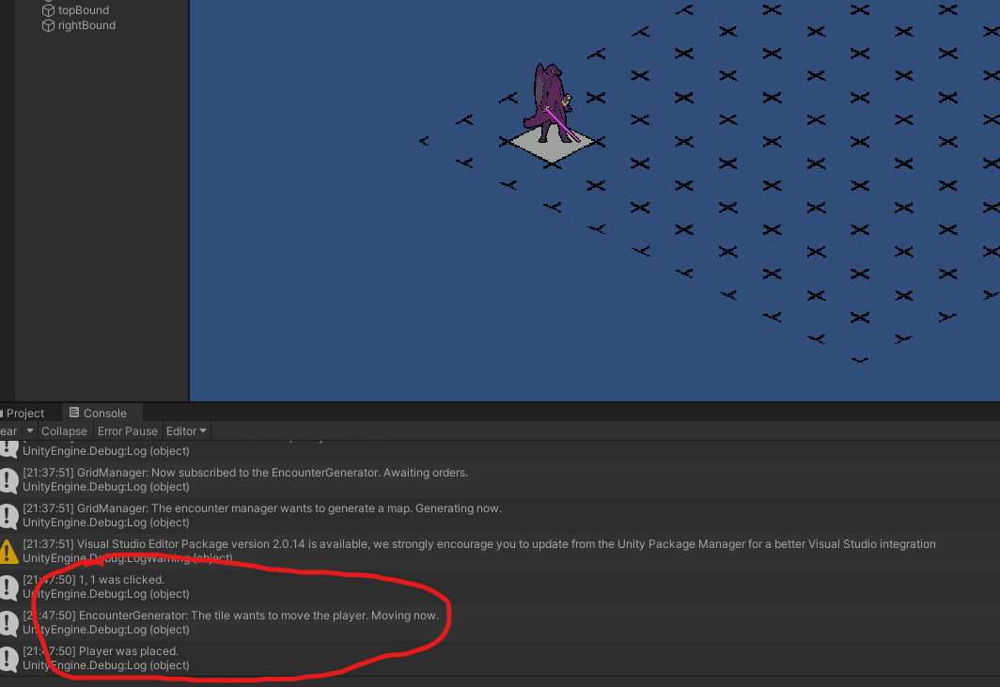 topBound
rightBound
Project
Console
ear
Collapse
Error Pause
Editor
UnityEngine.Debug:Log (object)
[21:37:51] GridManager: Now subscribed to the EncounterGenerator. Awaiting orders.
UnityEngine.Debug:Log (object)
[21:37:51] GridManager: The encounter manager wants to generate a map. Generating now.
UnityEngine.Debug:Log (object)
[21:37:51] Visual Studio Editor Package version 2.0.14 is available, we strongly encourage you to update from the Unity Package Manager for a better Visual Studio integration
UnityEngine.Debug:LogWarning (object)
[21:47:50] 1, 1 was clicked.
UnityEngine.Debug:Log (object)
[21:47:50] EncounterGenerator: The tile wants to move the player. Moving now.
UnityEngine.Debug:Log (object)
[21:47:50] Player was placed.
UnityEngine.Debug:Log (object)